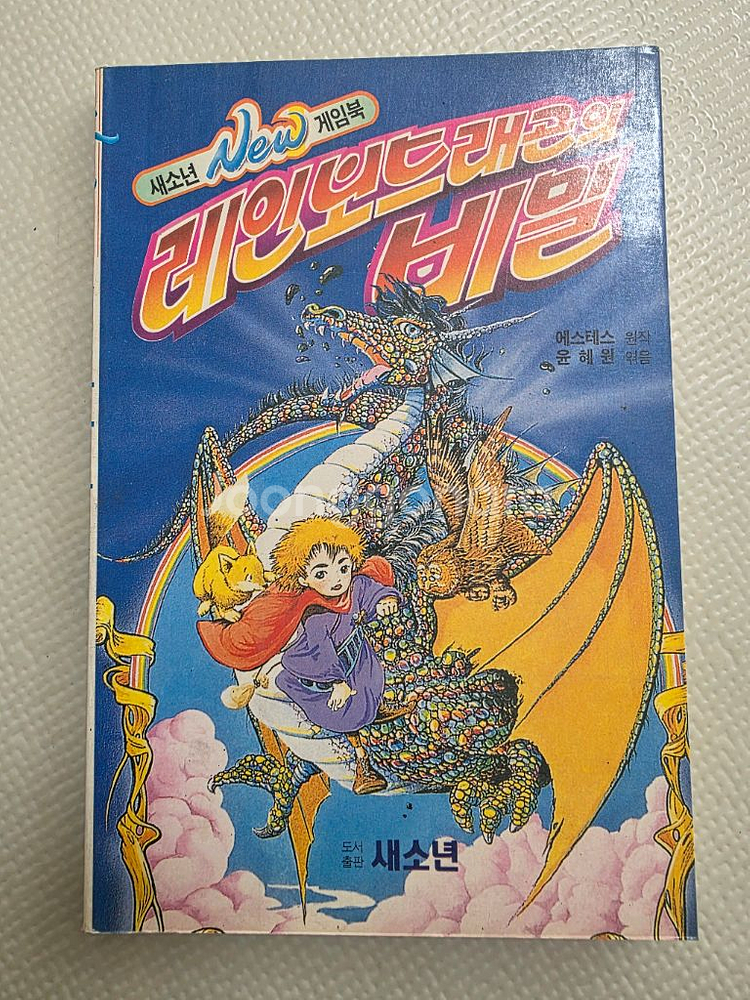 새소년 New 게임북
레인보드래곤의
비밀
에스테스 원작
윤혜원 엮음
도서
출판 새소년